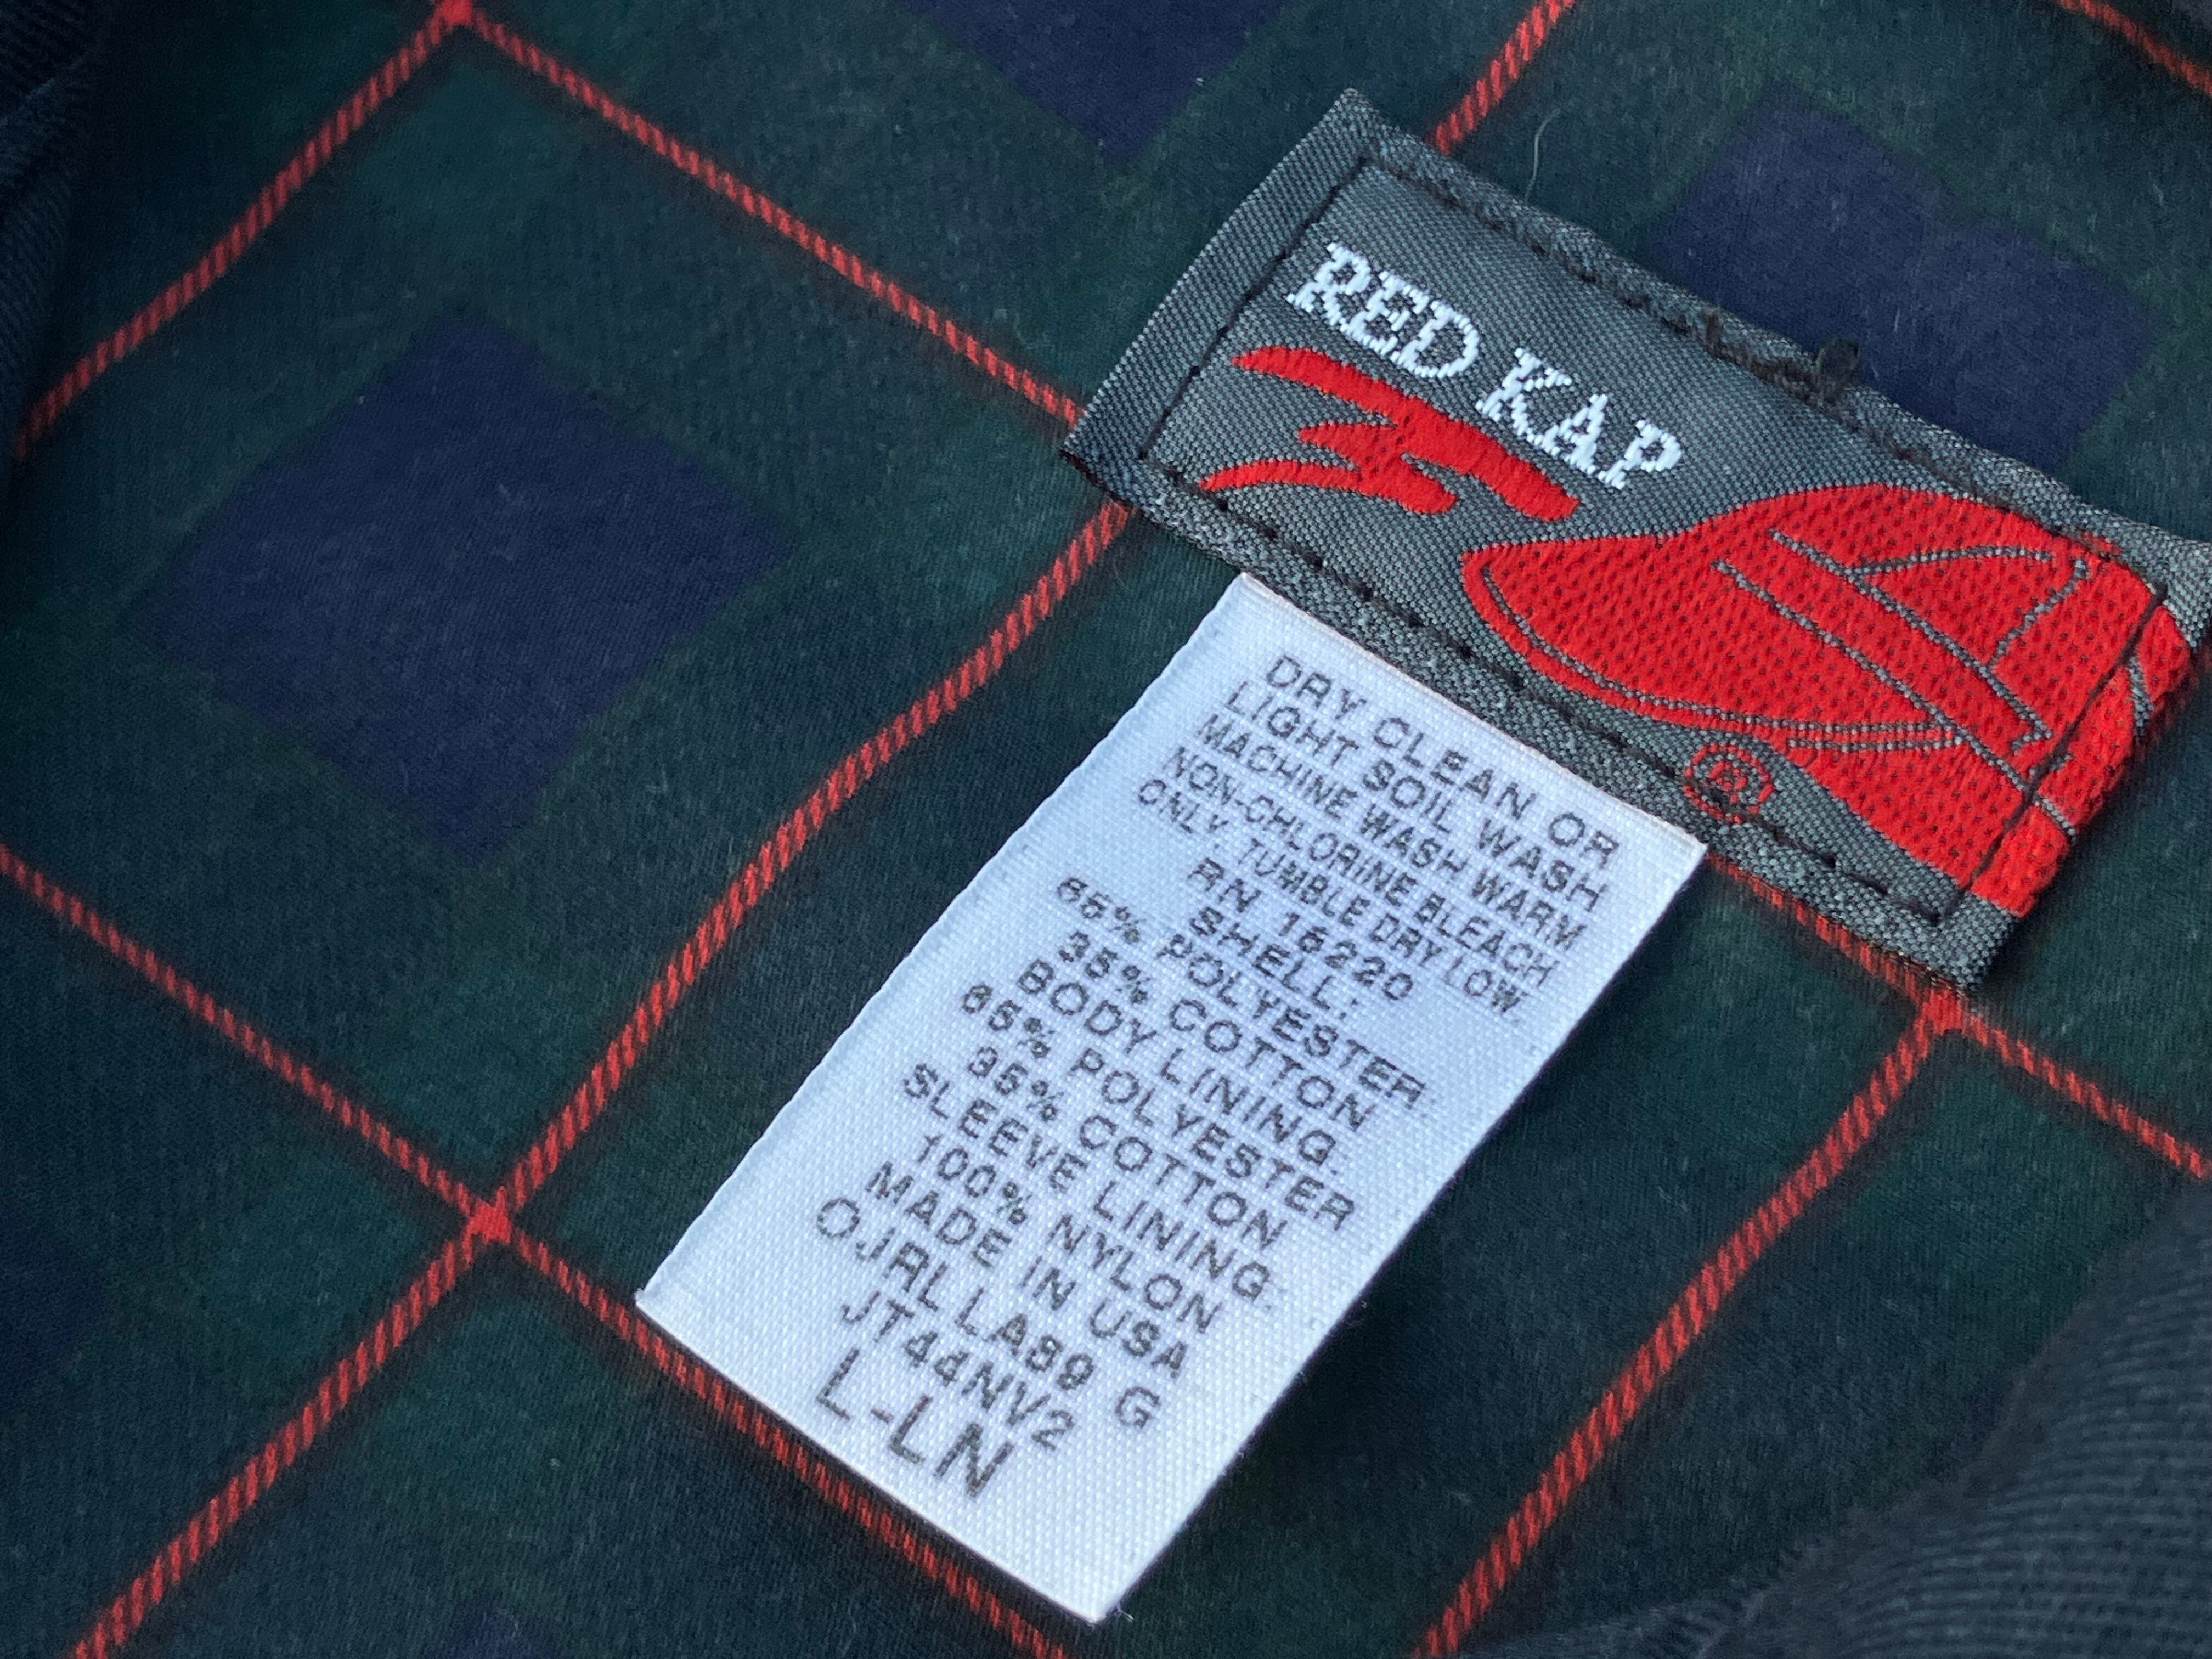 RED KAP
®
DRY CLEAN OR
LIGHT SOIL WASH
MACHINE WASH WARM
NON-CHLORINE BLEACH
ONLY. TUMBLE DRY LOW.
RN 16220
SHELL:
65% POLYESTER
35% COTTON
BODY LINING:
65% POLYESTER
35% COTTON
SLEEVE LINING:
100% NYLON
MADE IN USA
OJRL LA89 G
JT44NV2
L-LN